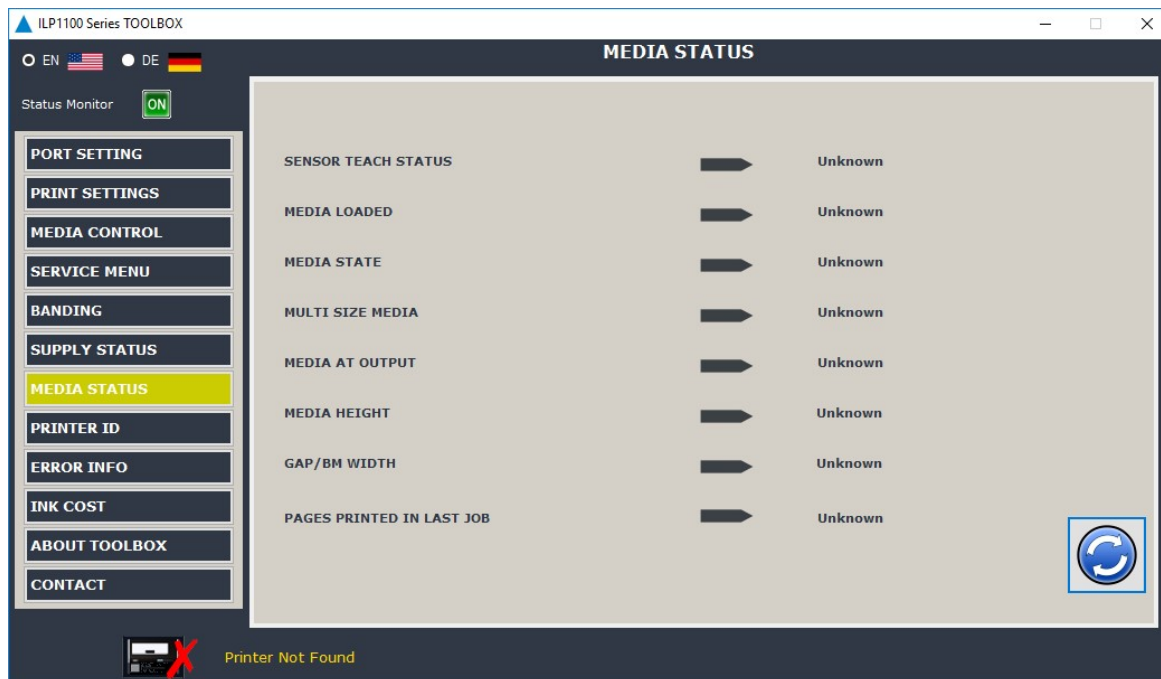 ILP1100 Series TOOLBOX
EN DE
MEDIA STATUS
Status Monitor ON
PORT SETTING
PRINT SETTINGS
MEDIA CONTROL
SERVICE MENU
BANDING
SUPPLY STATUS
MEDIA STATUS
PRINTER ID
ERROR INFO
INK COST
ABOUT TOOLBOX
CONTACT
SENSOR TEACH STATUS Unknown
MEDIA LOADED Unknown
MEDIA STATE Unknown
MULTI SIZE MEDIA Unknown
MEDIA AT OUTPUT Unknown
MEDIA HEIGHT Unknown
GAP/BM WIDTH Unknown
PAGES PRINTED IN LAST JOB Unknown
Printer Not Found